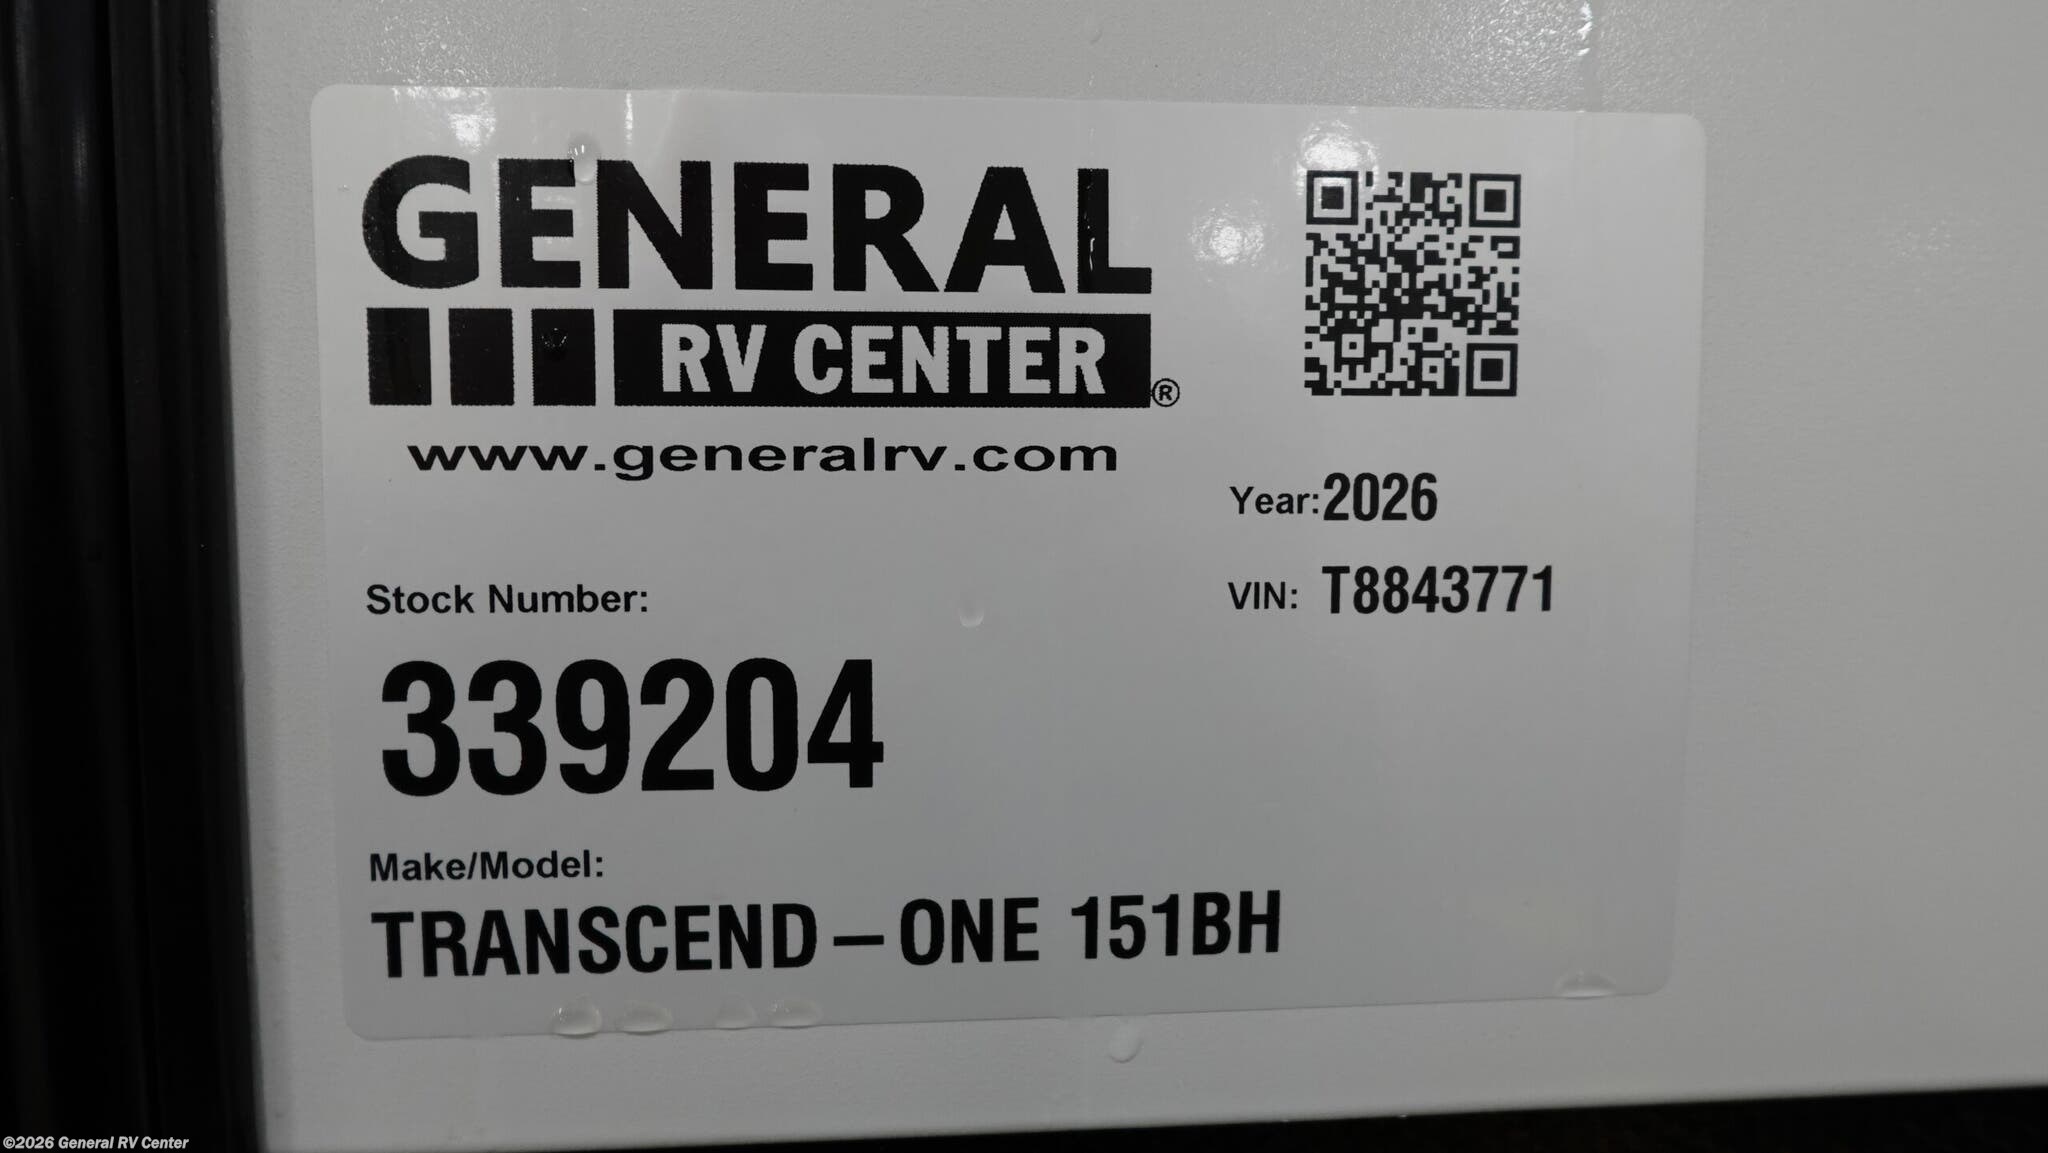 GENERAL
RV CENTER®
www.generalrv.com
Year: 2026
VIN: T8843771
Stock Number:
339204
Make/Model:
TRANSCEND – ONE 151BH
©2026 General RV Center